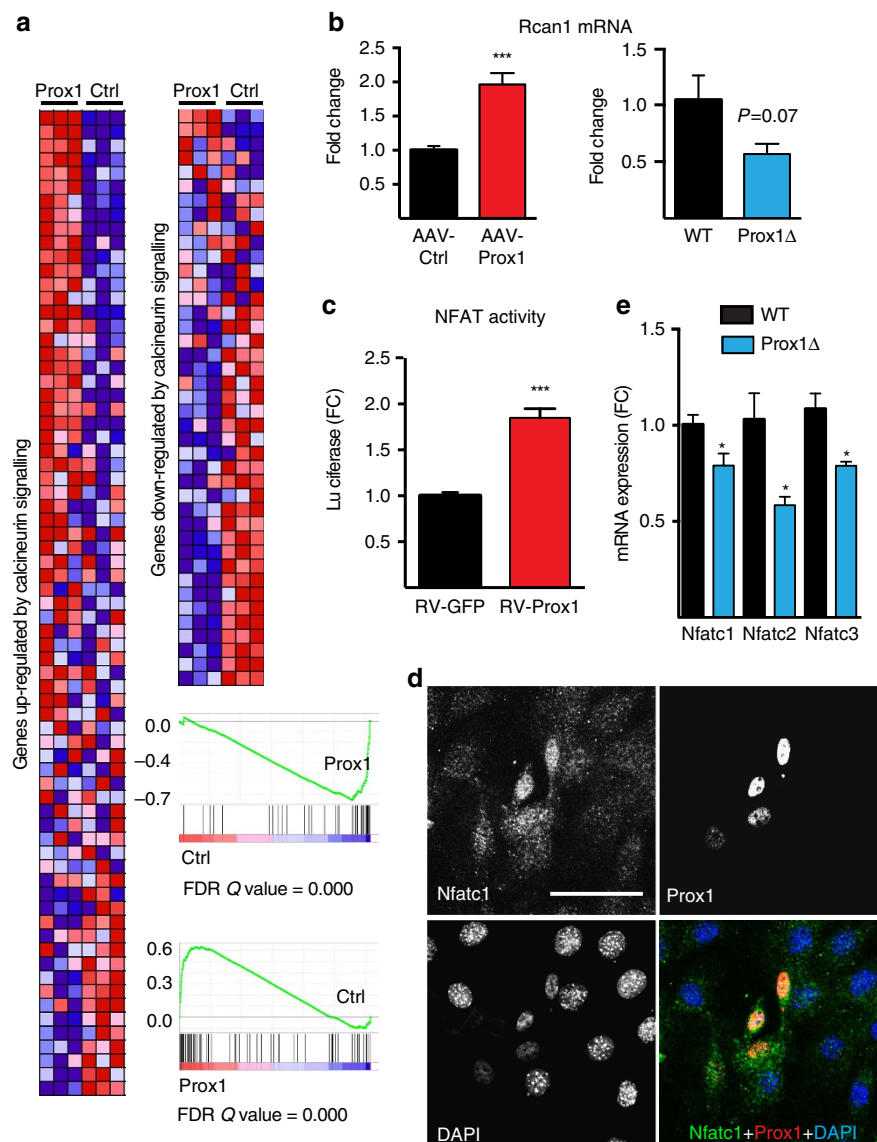 a
Prox1 Ctrl
Genes up-regulated by calcineurin signalling
Prox1 Ctrl
Genes down-regulated by calcineurin signalling
0.0
−0.4
−0.7
Prox1
Ctrl
FDR Q value = 0.000
0.6
0.3
0.0
Ctrl
Prox1
FDR Q value = 0.000
b
Rcan1 mRNA
Fold change
2.5
2.0
1.5
1.0
0.5
***
AAV-
Ctrl
AAV-
Prox1
Fold change
1.5
1.0
0.5
P=0.07
WT
Prox1Δ
c
NFAT activity
Lu ciferase (FC)
2.5
2.0
1.5
1.0
0.5
***
RV-GFP
RV-Prox1
e
WT
Prox1Δ
mRNA expression (FC)
1.5
1.0
0.5
*
*
*
Nfatc1
Nfatc2
Nfatc3
d
Nfatc1
Prox1
DAPI
Nfatc1+Prox1+DAPI